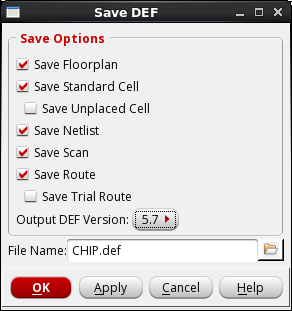 Save DEF
Save Options
Save Floorplan
Save Standard Cell
Save Unplaced Cell
Save Netlist
Save Scan
Save Route
Save Trial Route
Output DEF Version: 5.7
File Name: CHIP.def
OK Apply Cancel Help